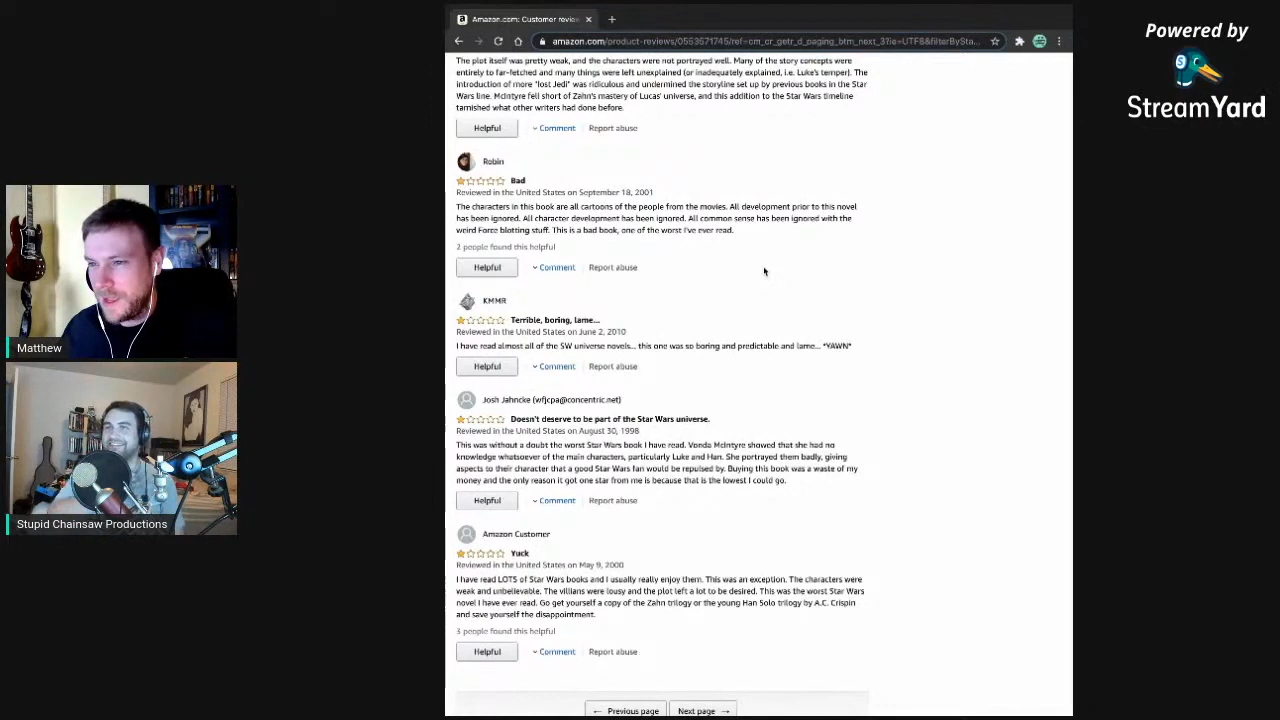 Amazon.com: Customer review
amazon.com/product-reviews/0553571745/ref=cm_cr_getr_d_paging_btm_next_3?ie=UTF8&filterBySta...
Powered by
StreamYard
The plot itself was pretty weak, and the characters were not portrayed well. Many of the story concepts were
entirely to far-fetched and many things were left unexplained (or inadequately explained, i.e. Luke's temper). The
introduction of more "lost Jedi" was ridiculous and undermined the storyline set up by previous books in the Star
Wars line. McIntyre fell short of Zahn's mastery of Lucas' universe, and this addition to the Star Wars timeline
tarnished what other writers had done before.
Helpful Comment Report abuse
Robin
Bad
Reviewed in the United States on September 18, 2001
The characters in this book are all cartoons of the people from the movies. All development prior to this novel
has been ignored. All character development has been ignored. All common sense has been ignored with the
weird Force blotting stuff. This is a bad book, one of the worst I've ever read.
2 people found this helpful
Helpful Comment Report abuse
KMMR
Terrible, boring, lame...
Reviewed in the United States on June 2, 2010
I have read almost all of the SW universe novels... this one was so boring and predictable and lame... *YAWN*
Helpful Comment Report abuse
Josh Jahncke (wfjcpa@concentric.net)
Doesn't deserve to be part of the Star Wars universe.
Reviewed in the United States on August 30, 1998
This was without a doubt the worst Star Wars book I have read. Vonda McIntyre showed that she had no
knowledge whatsoever of the main characters, particularly Luke and Han. She portrayed them badly, giving
aspects to their character that a good Star Wars fan would be repulsed by. Buying this book was a waste of my
money and the only reason it got one star from me is because that is the lowest I could go.
Helpful Comment Report abuse
Amazon Customer
Yuck
Reviewed in the United States on May 9, 2000
I have read LOTS of Star Wars books and I usually really enjoy them. This was an exception. The characters were
weak and unbelievable. The villians were lousy and the plot left a lot to be desired. This was the worst Star Wars
novel I have ever read. Go get yourself a copy of the Zahn trilogy or the young Han Solo trilogy by A.C. Crispin
and save yourself the disappointment.
3 people found this helpful
Helpful Comment Report abuse
← Previous page Next page →
Matthew
Stupid Chainsaw Productions